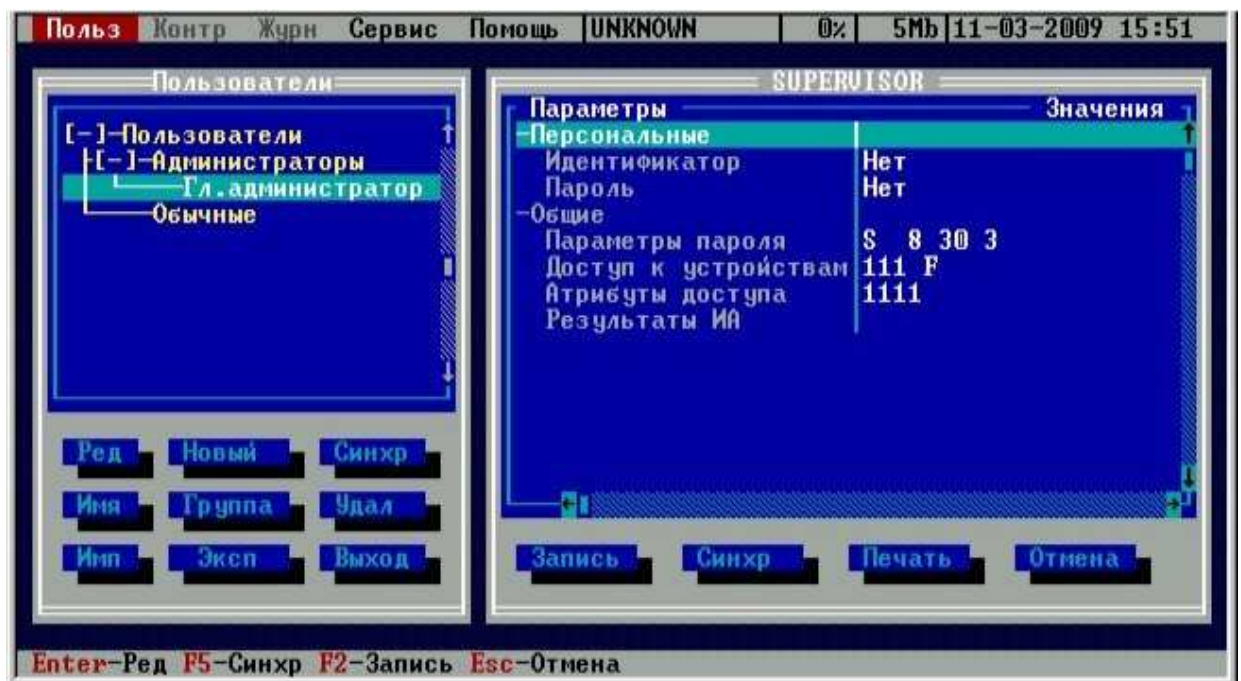 Польз Контр Журн Сервис Помощь UNKNOWN 0% 5Mb 11-03-2009 15:51
Пользователи
[-]-Пользователи
[-]-Администраторы
Гл.администратор
Обычные
Ред Новый Синхр
Имя Группа Удал
Имп Эксп Выход
SUPERVISOR
Параметры Значения
-Персональные
Идентификатор Нет
Пароль Нет
-Общие
Параметры пароля S 8 30 3
Доступ к устройствам 111 F
Атрибуты доступа 1111
Результаты ИА
Запись Синхр Печать Отмена
Enter-Ред F5-Синхр F2-Запись Esc-Отмена